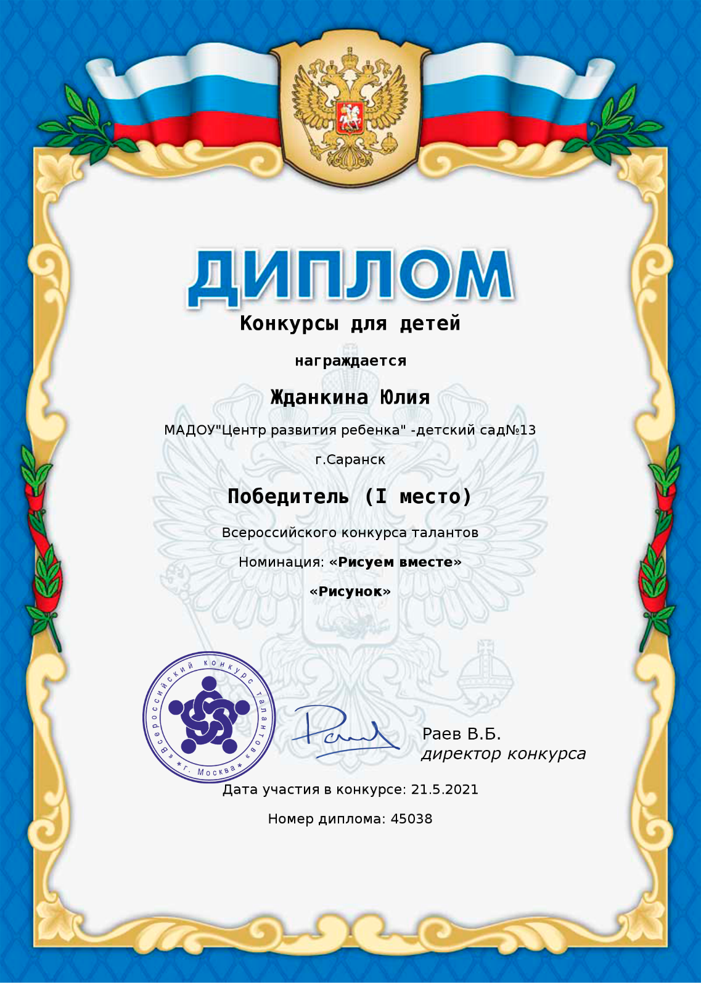 ДИПЛОМ
Конкурсы для детей
награждается
Жданкина Юлия
МАДОУ"Центр развития ребенка" -детский сад№13
г.Саранск
Победитель (I место)
Всероссийского конкурса талантов
Номинация: «Рисуем вместе»
«Рисунок»
«Всероссийский конкурс талантов»
* г. Москва *
Раев В.Б.
директор конкурса
Дата участия в конкурсе: 21.5.2021
Номер диплома: 45038